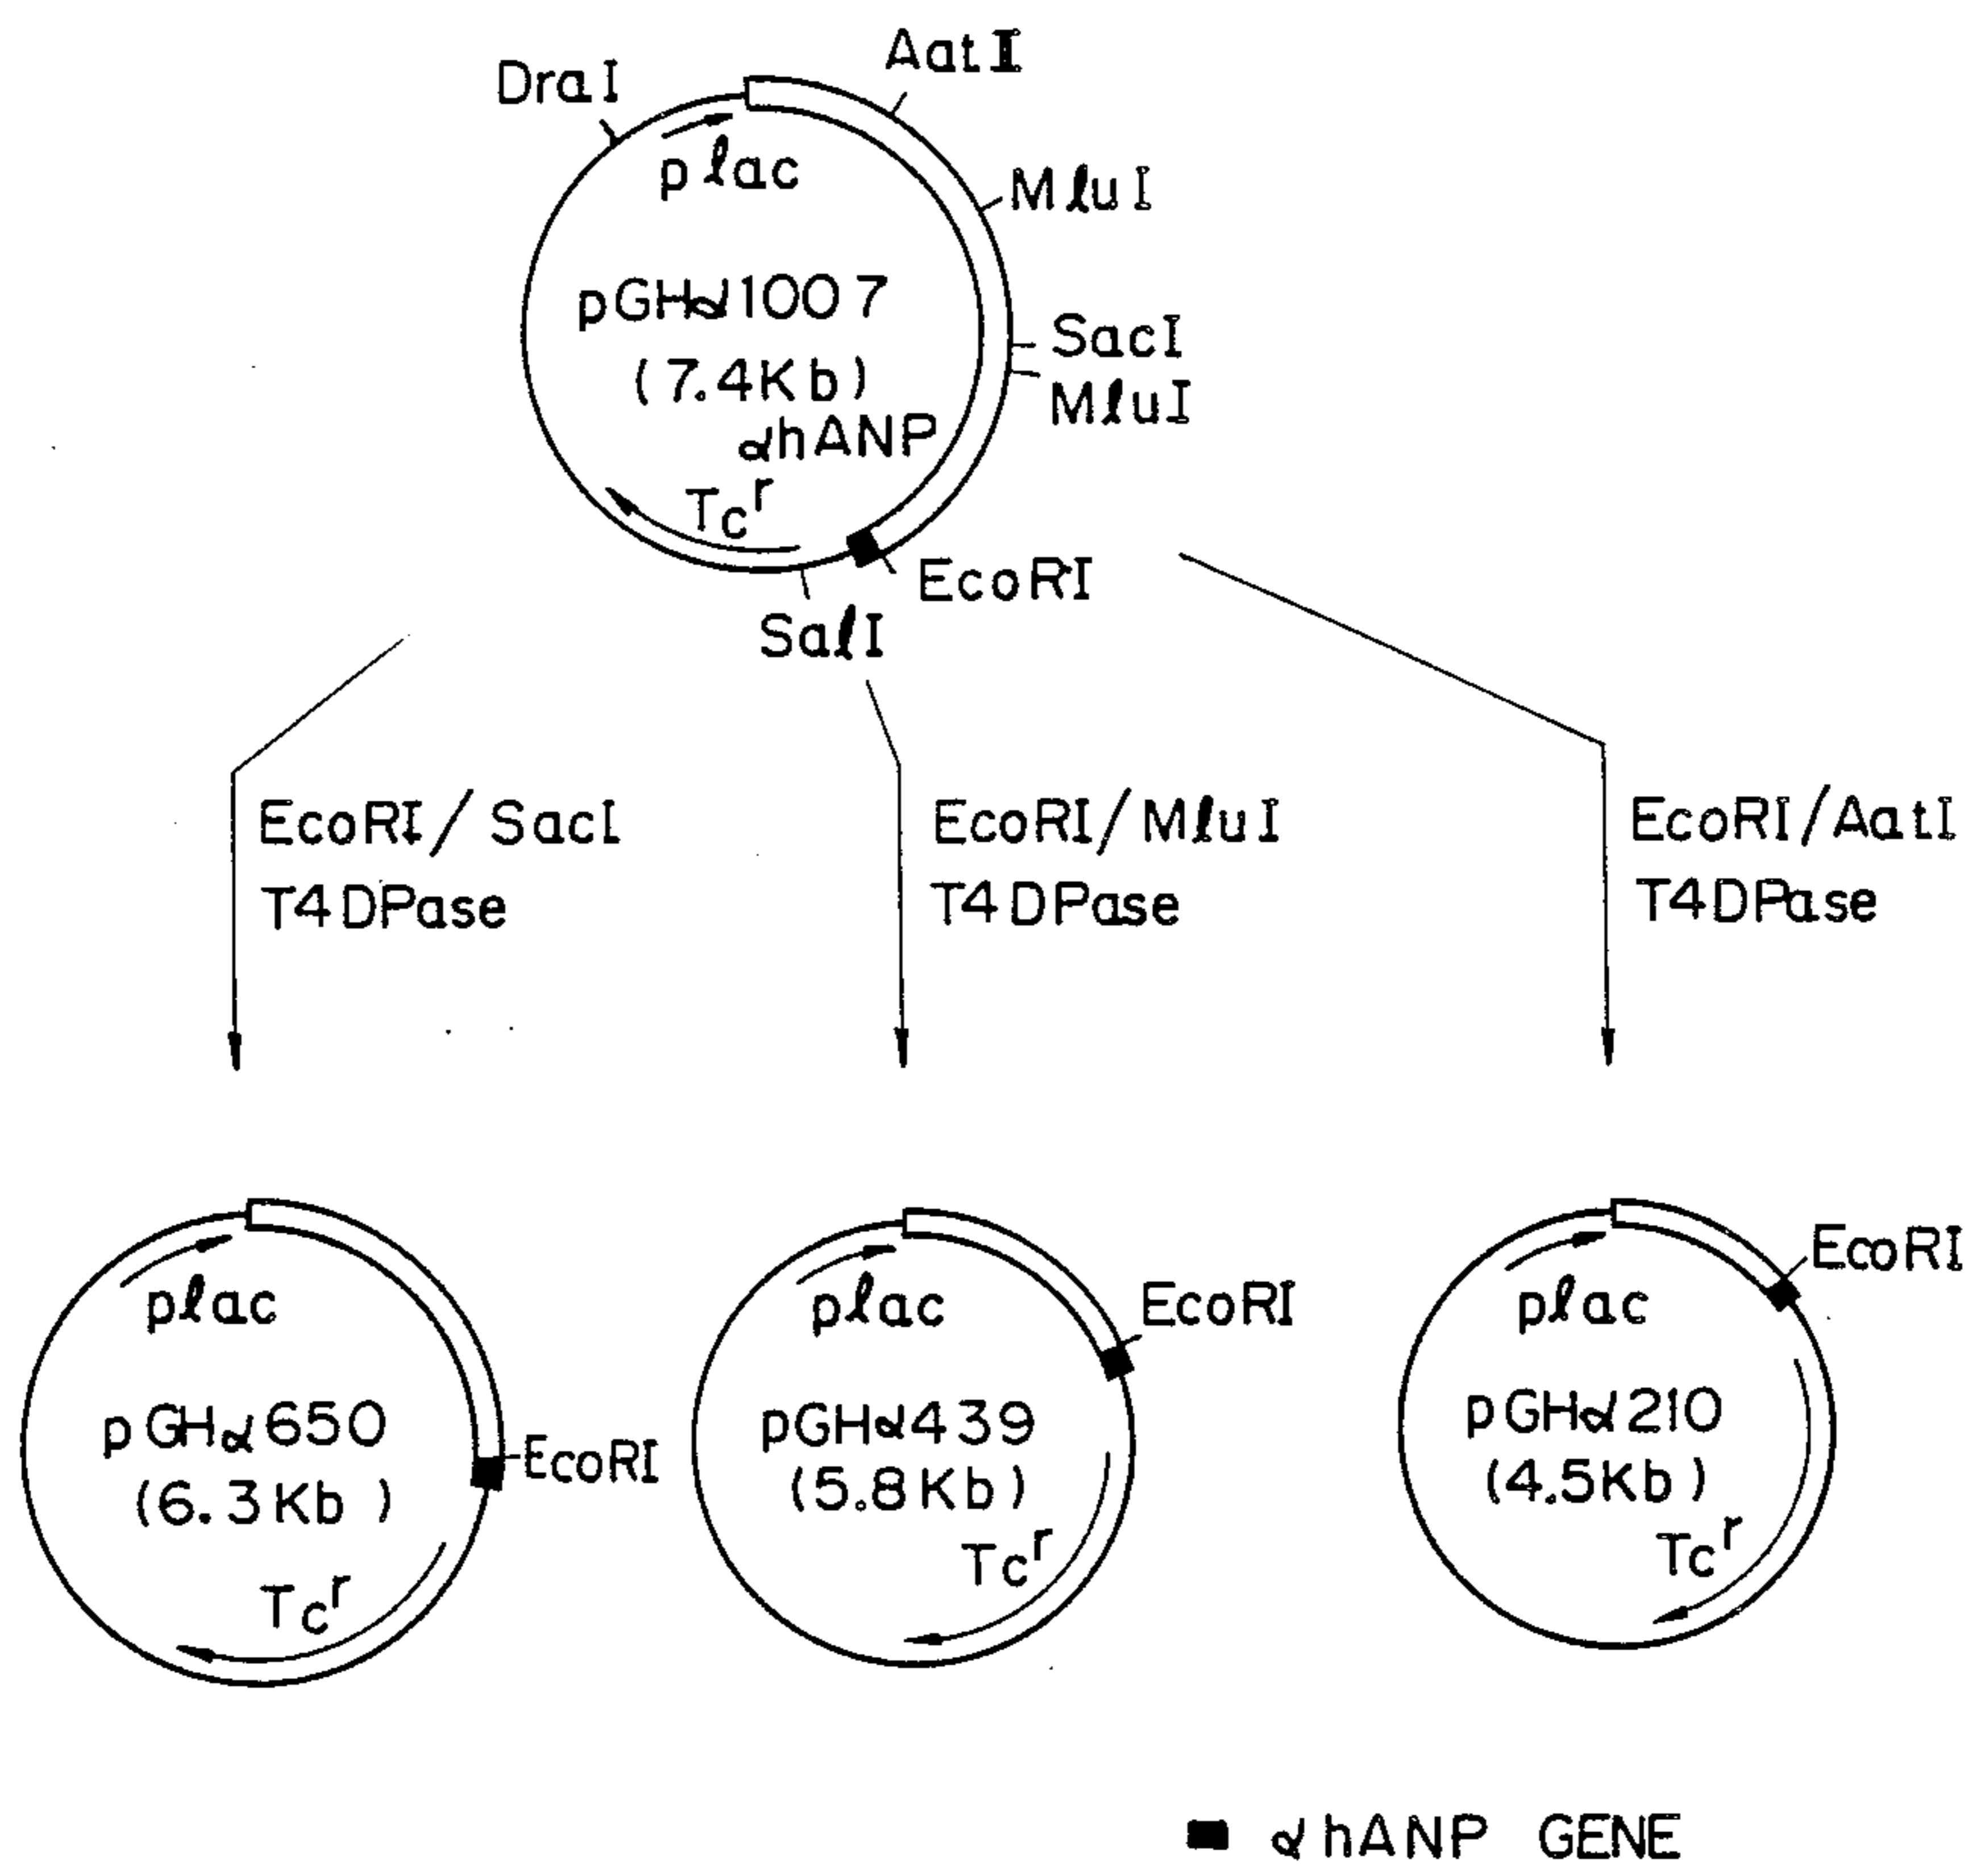 DraI
AatI
plac
MluI
pGHα1007
(7.4Kb)
SacI
MluI
αhANP
Tcr
EcoRI
SalI
EcoRI/SacI
T4DPase
EcoRI/MluI
T4DPase
EcoRI/AatI
T4DPase
plac
pGHα650
(6.3Kb)
EcoRI
Tcr
plac
EcoRI
pGHα439
(5.8Kb)
Tcr
plac
EcoRI
pGHα210
(4.5Kb)
Tcr
αhANP GENE